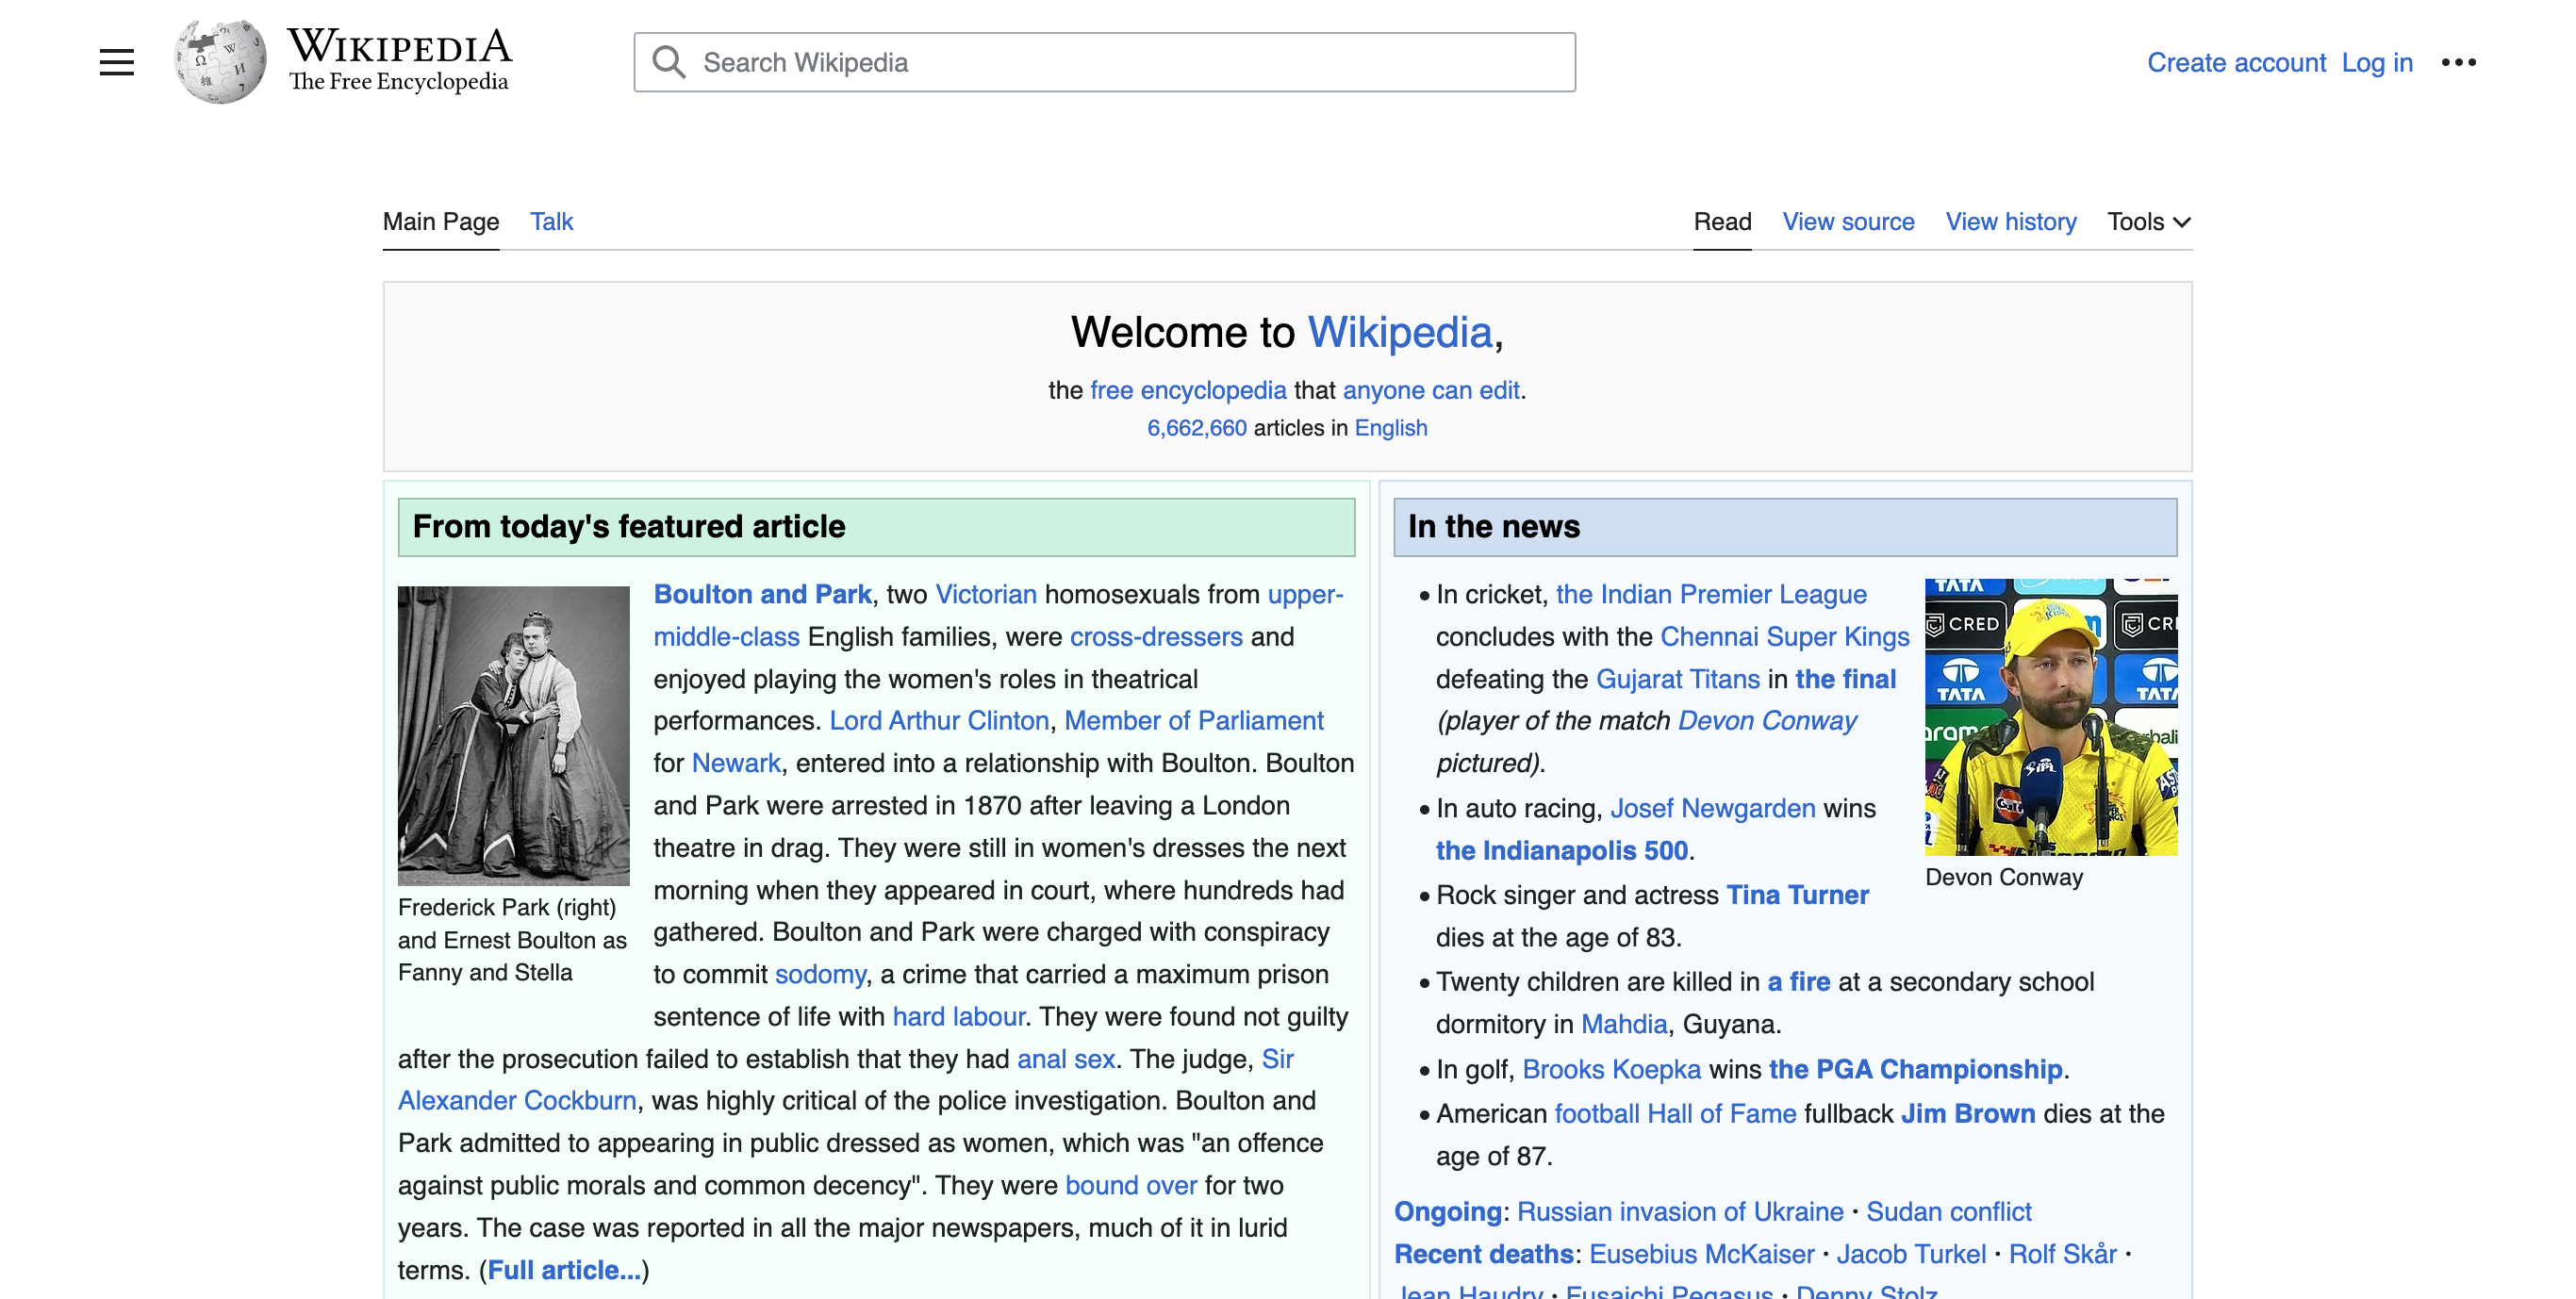 WIKIPEDIA
The Free Encyclopedia
Search Wikipedia
Create account Log in
Main Page Talk
Read View source View history Tools
Welcome to Wikipedia,
the free encyclopedia that anyone can edit.
6,662,660 articles in English
From today's featured article
Boulton and Park, two Victorian homosexuals from upper-
middle-class English families, were cross-dressers and
enjoyed playing the women's roles in theatrical
performances. Lord Arthur Clinton, Member of Parliament
for Newark, entered into a relationship with Boulton. Boulton
and Park were arrested in 1870 after leaving a London
theatre in drag. They were still in women's dresses the next
morning when they appeared in court, where hundreds had
gathered. Boulton and Park were charged with conspiracy
to commit sodomy, a crime that carried a maximum prison
sentence of life with hard labour. They were found not guilty
after the prosecution failed to establish that they had anal sex. The judge, Sir
Alexander Cockburn, was highly critical of the police investigation. Boulton and
Park admitted to appearing in public dressed as women, which was "an offence
against public morals and common decency". They were bound over for two
years. The case was reported in all the major newspapers, much of it in lurid
terms. (Full article...)
Frederick Park (right)
and Ernest Boulton as
Fanny and Stella
In the news
• In cricket, the Indian Premier League
concludes with the Chennai Super Kings
defeating the Gujarat Titans in the final
(player of the match Devon Conway
pictured).
• In auto racing, Josef Newgarden wins
the Indianapolis 500.
• Rock singer and actress Tina Turner
dies at the age of 83.
• Twenty children are killed in a fire at a secondary school
dormitory in Mahdia, Guyana.
• In golf, Brooks Koepka wins the PGA Championship.
• American football Hall of Fame fullback Jim Brown dies at the
age of 87.
TATA
CRED
CR
TATA
TATA
IPL
Devon Conway
Ongoing: Russian invasion of Ukraine · Sudan conflict
Recent deaths: Eusebius McKaiser · Jacob Turkel · Rolf Skår ·
Jean Haudry · Fusaichi Pegasus · Denny Stolz